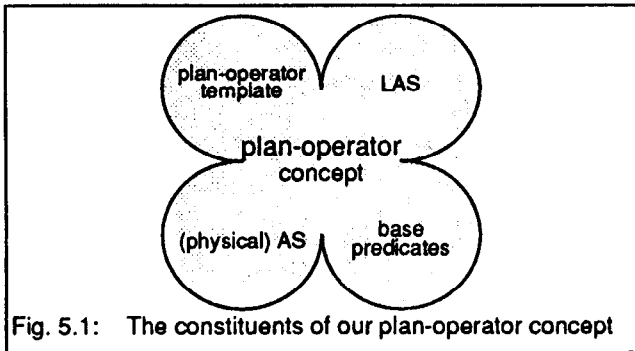 plan-operator
template
LAS
plan-operator
concept
(physical) AS
base
predicates
Fig. 5.1: The constituents of our plan-operator concept